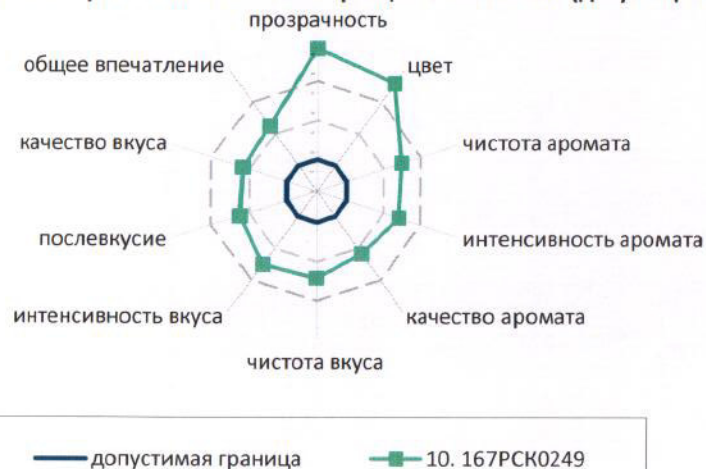 прозрачность
общее впечатление
цвет
качество вкуса
чистота аромата
послевкусие
интенсивность аромата
интенсивность вкуса
качество аромата
чистота вкуса
допустимая граница
10. 167РСК0249